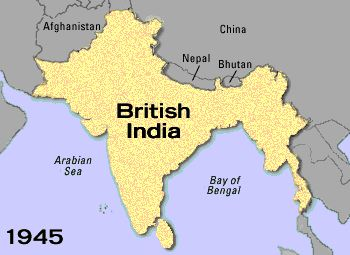 Afghanistan
China
Nepal
Bhutan
British
India
Arabian
Sea
Bay of
Bengal
1945